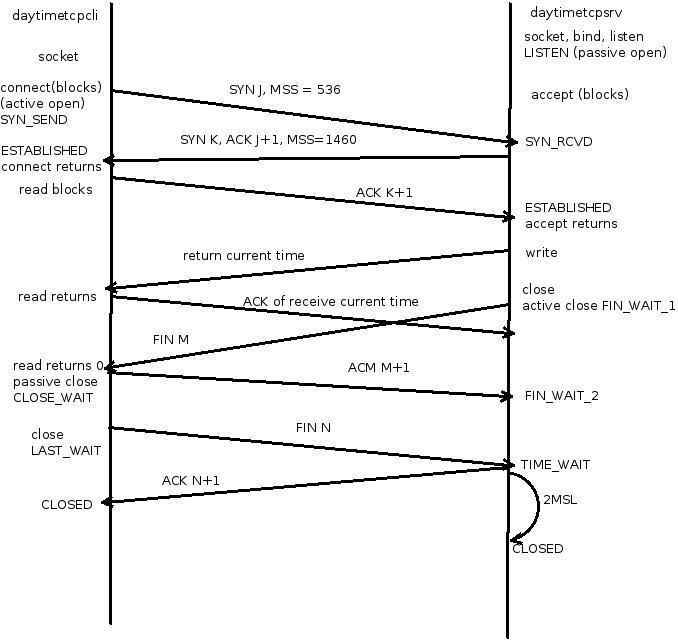 daytimetcpcli
daytimetcpsrv
socket
socket, bind, listen
LISTEN (passive open)
connect(blocks)
(active open)
SYN_SEND
SYN J, MSS = 536
accept (blocks)
SYN K, ACK J+1, MSS=1460
SYN_RCVD
ESTABLISHED
connect returns
read blocks
ACK K+1
ESTABLISHED
accept returns
return current time
write
read returns
ACK of receive current time
close
active close FIN_WAIT_1
FIN M
read returns 0
passive close
CLOSE_WAIT
ACM M+1
FIN_WAIT_2
close
LAST_WAIT
FIN N
TIME_WAIT
ACK N+1
2MSL
CLOSED
CLOSED